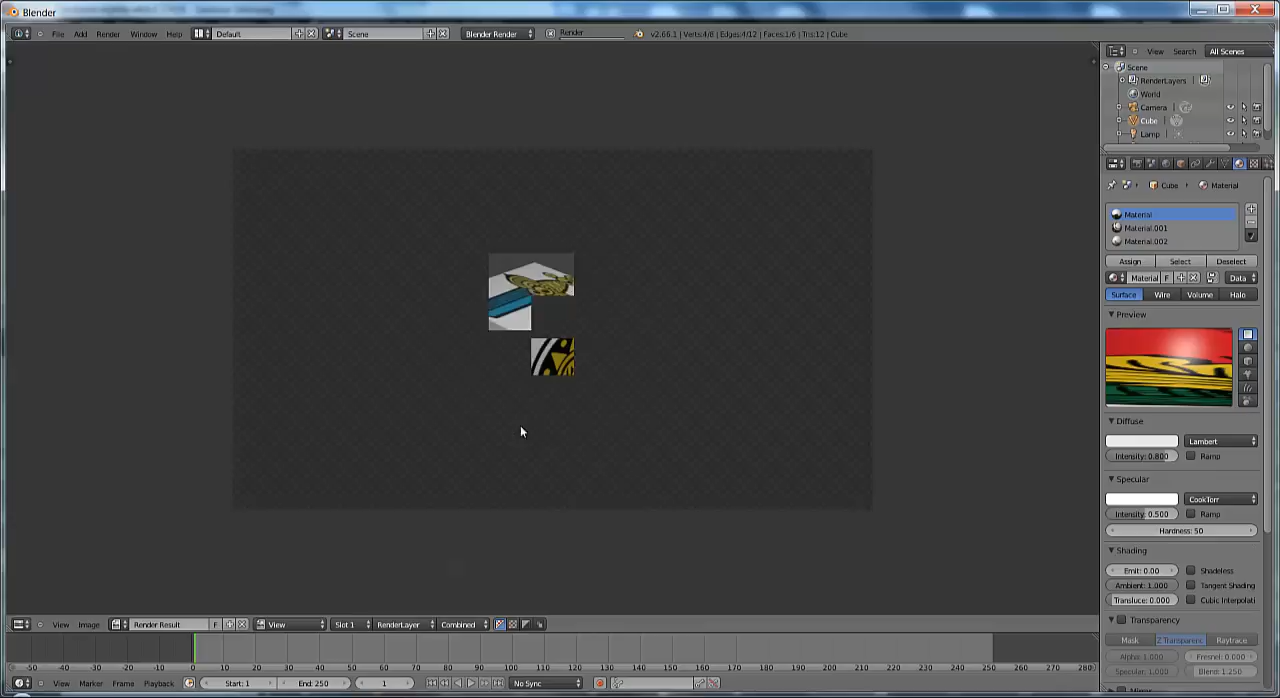 Blender
File Add Render Window Help Default Scene Blender Render Render v2.66.1 | Verts:4/8 | Edges:4/12 | Faces:1/6 | Tris:12 | Cube
View Search All Scenes
Scene
RenderLayers
World
Camera
Cube
Lamp
Cube Material
Material
Material.001
Material.002
Assign Select Deselect
Material F Data
Surface Wire Volume Halo
Preview
Diffuse
Lambert
Intensity: 0.800 Ramp
Specular
CookTorr
Intensity: 0.500 Ramp
Hardness: 50
Shading
Emit: 0.00 Shadeless
Ambient: 1.000 Tangent Shading
Transluce: 0.000 Cubic Interpolati
Transparency
Mask Z Transparenc Raytrace
Alpha: 1.000 Fresnel: 0.000
Specular: 1.000 Blend: 1.250
View Image Render Result F View Slot 1 RenderLayer Combined
-50 -40 -30 -20 -10 0 10 20 30 40 50 60 70 80 90 100 110 120 130 140 150 160 170 180 190 200 210 220 230 240 250 260 270 280
View Marker Frame Playback Start: 1 End: 250 1 No Sync